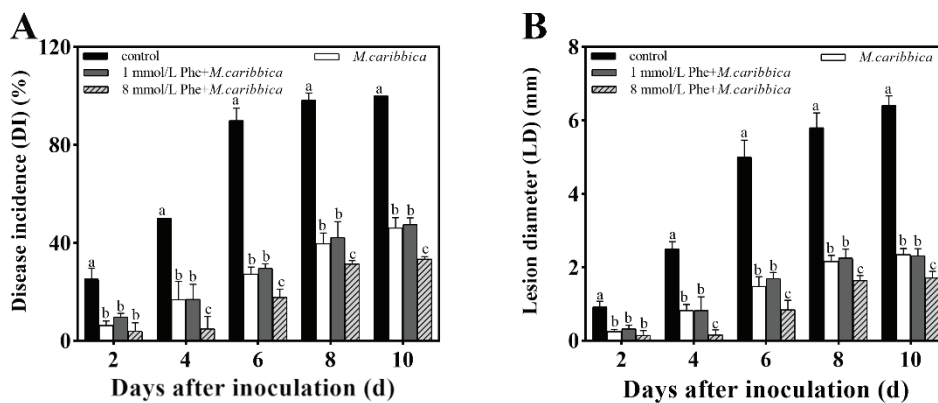 A
control
M.caribbica
1 mmol/L Phe+M.caribbica
8 mmol/L Phe+M.caribbica
Disease incidence (DI) (%)
120
80
40
0
a
b
b
b
a
b
b
c
a
b
b
c
a
b
b
c
a
b
b
c
2
4
6
8
10
Days after inoculation (d)
B
control
M.caribbica
1 mmol/L Phe+M.caribbica
8 mmol/L Phe+M.caribbica
Lesion diameter (LD) (mm)
8
6
4
2
0
a
b
b
b
a
b
b
c
a
b
b
c
a
b
b
c
a
b
b
c
2
4
6
8
10
Days after inoculation (d)